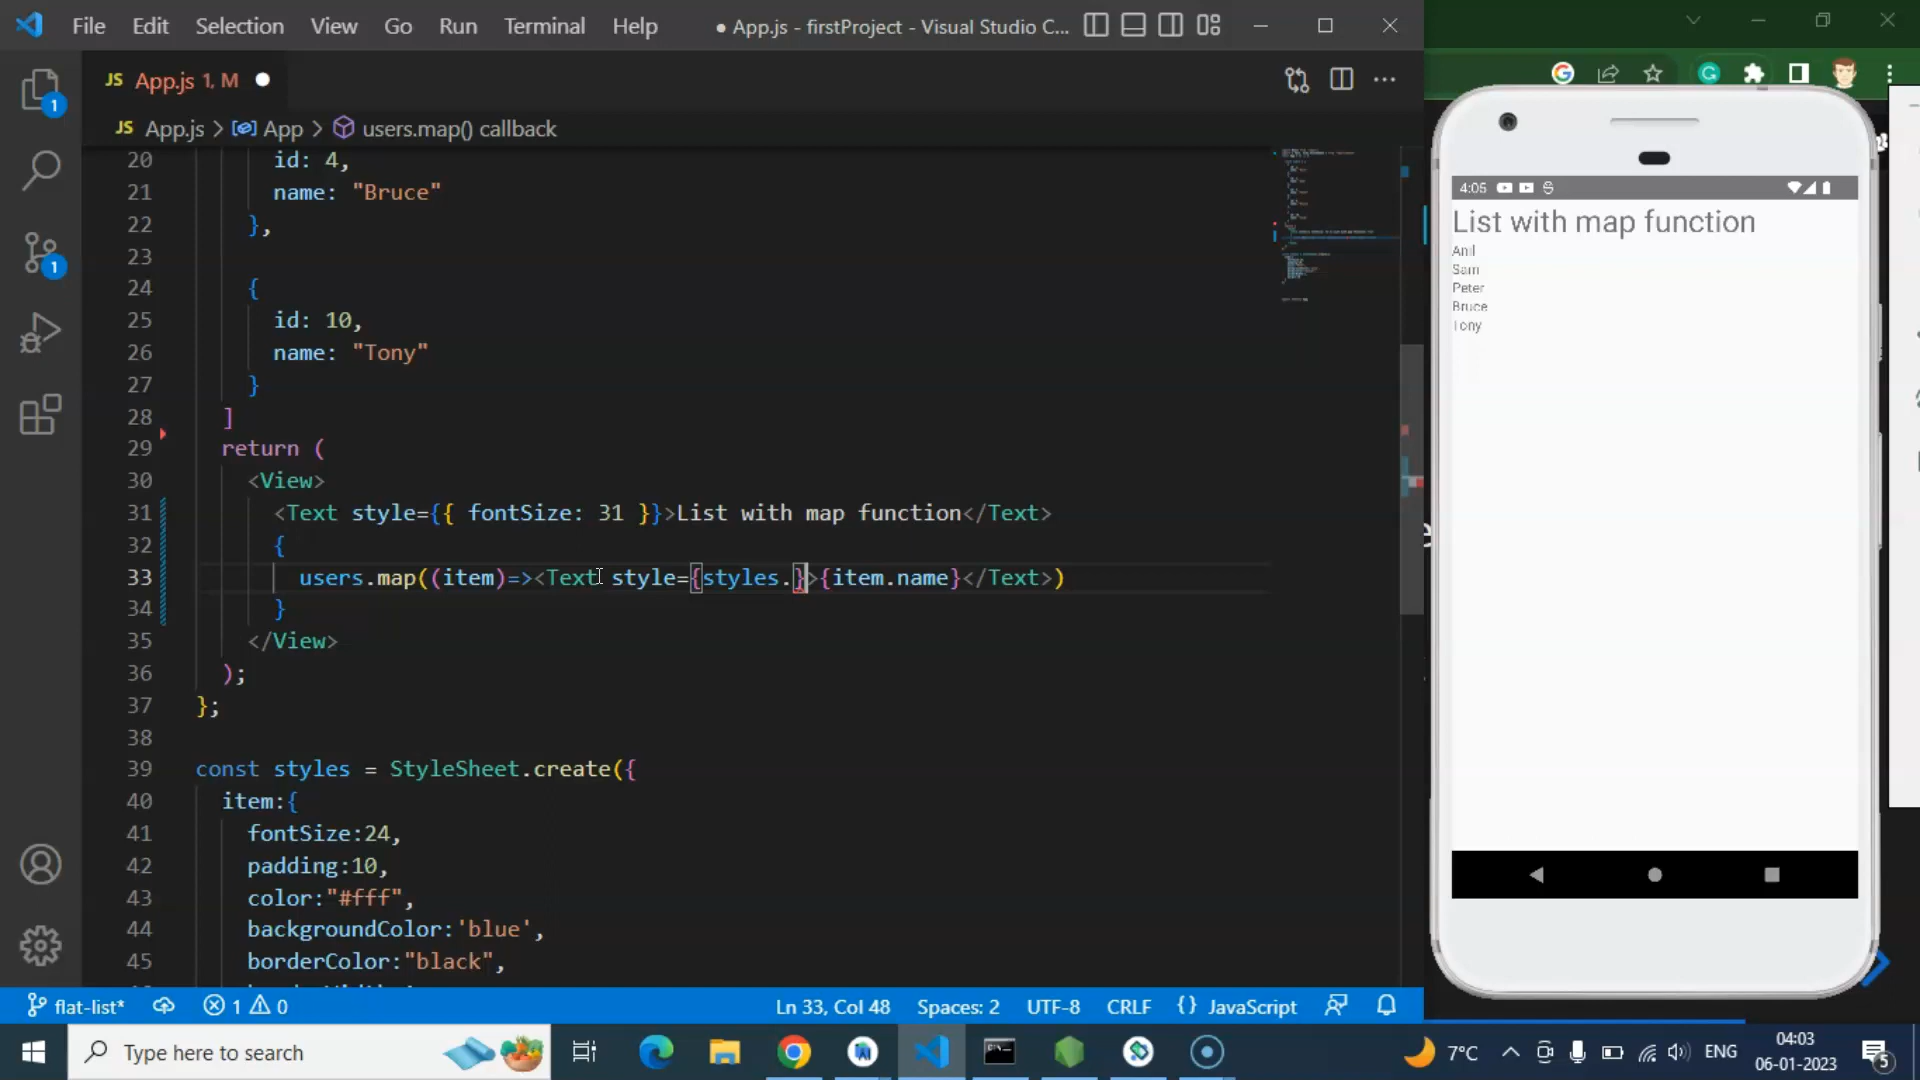 File Edit Selection View Go Run Terminal Help ● App.js - firstProject - Visual Studio C...
JS App.js 1, M ●
JS App.js > App > users.map() callback
20 id: 4,
21 name: "Bruce"
22 },
23
24 {
25 id: 10,
26 name: "Tony"
27 }
28 ]
29 return (
30 <View>
31 <Text style={{ fontSize: 31 }}>List with map function</Text>
32 {
33 users.map((item)=><Text style={styles.}>{item.name}</Text>)
34 }
35 </View>
36 );
37 };
38
39 const styles = StyleSheet.create({
40 item:{
41 fontSize:24,
42 padding:10,
43 color:"#fff",
44 backgroundColor:'blue',
45 borderColor:"black",
1
1
flat-list* 1 0 Ln 33, Col 48 Spaces: 2 UTF-8 CRLF {} JavaScript
4:05
List with map function
Anil
Sam
Peter
Bruce
Tony
Type here to search
7°C ENG 04:03
06-01-2023
5